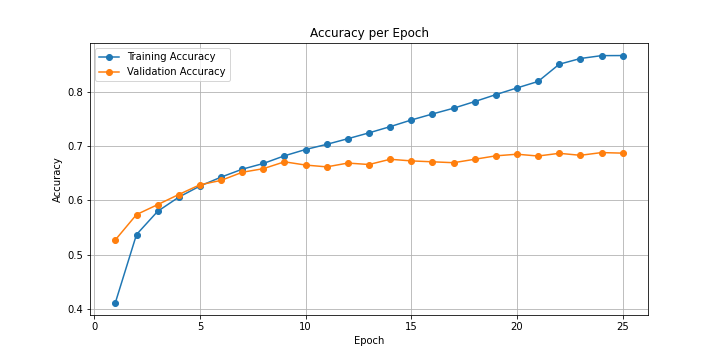 Accuracy per Epoch
Training Accuracy
Validation Accuracy
Accuracy
0.8
0.7
0.6
0.5
0.4
0 5 10 15 20 25
Epoch